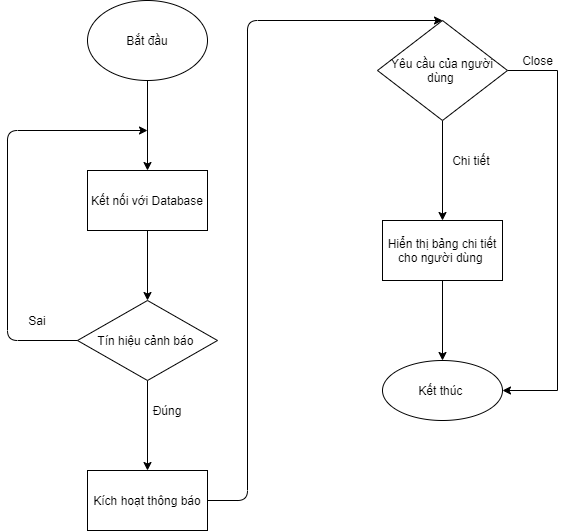 Bắt đầu
Kết nối với Database
Tín hiệu cảnh báo
Sai
Đúng
Kích hoạt thông báo
Yêu cầu của người
dùng
Close
Chi tiết
Hiển thị bảng chi tiết
cho người dùng
Kết thúc